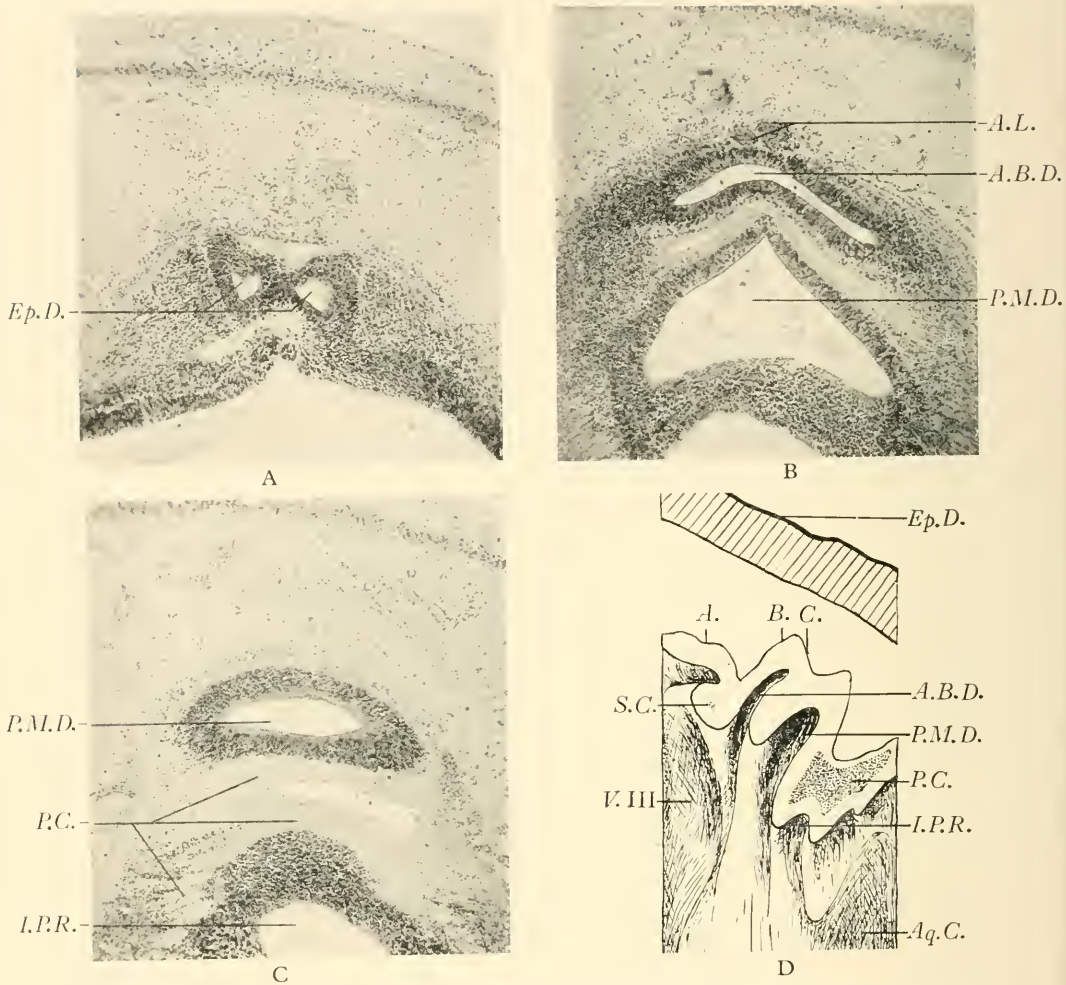 Ep.D.
A
A.L.
A.B.D.
P.M.D.
B
P.M.D.
P.C.
I.P.R.
C
Ep.D.
A. B. C.
S.C.
A.B.D.
P.M.D.
V. III
P.C.
I.P.R.
Aq.C.
D